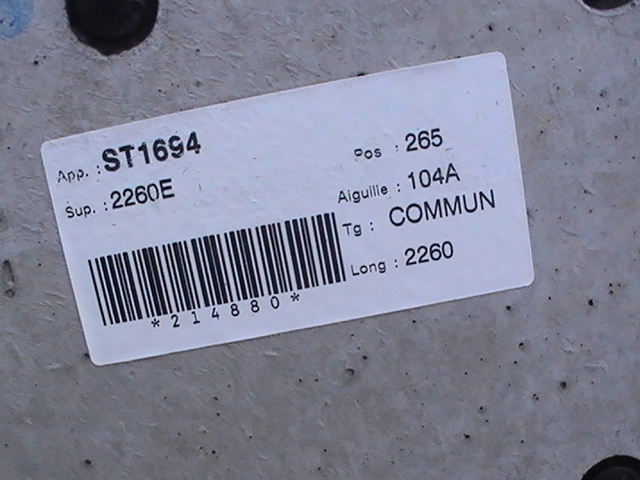 App. : ST1694
Pos : 265
Sup. : 2260E
Aiguille : 104A
Tg : COMMUN
Long : 2260
*214880*